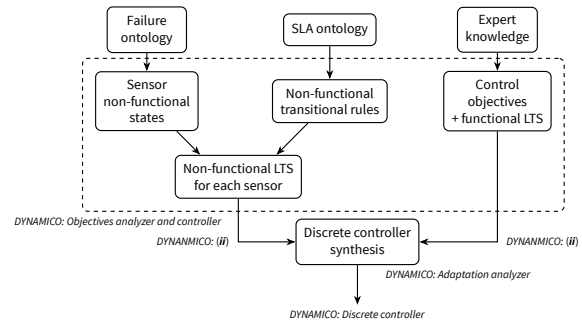 Failure
ontology
SLA ontology
Expert
knowledge
Sensor
non-functional
states
Non-functional
transitional rules
Control
objectives
+ functional LTS
Non-functional LTS
for each sensor
DYNAMICO: Objectives analyzer and controller
DYNANMICO: (ii)
Discrete controller
synthesis
DYNANMICO: (ii)
DYNAMICO: Adaptation analyzer
DYNAMICO: Discrete controller